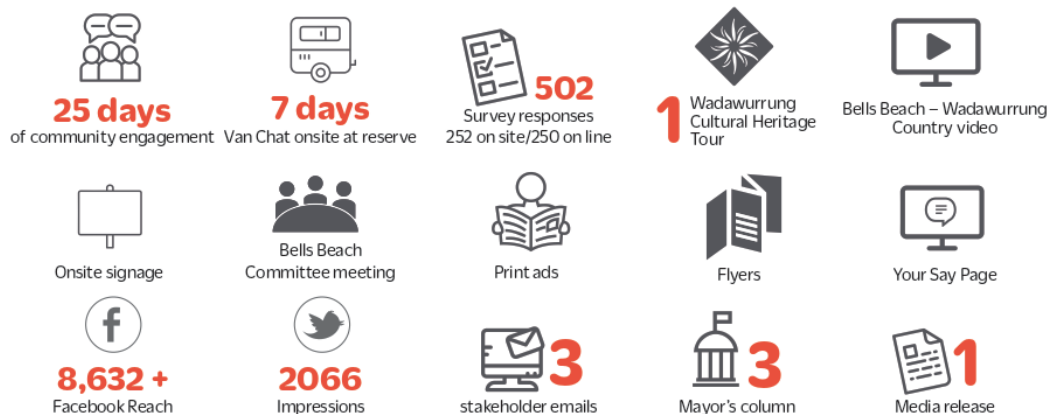 25 days
of community engagement
7 days
Van Chat onsite at reserve
502
Survey responses
252 on site/250 on line
1 Wadawurrung
Cultural Heritage
Tour
Bells Beach – Wadawurrung
Country video
Onsite signage
Bells Beach
Committee meeting
Print ads
Flyers
Your Say Page
8,632 +
Facebook Reach
2066
Impressions
3
stakeholder emails
3
Mayor's column
1
Media release